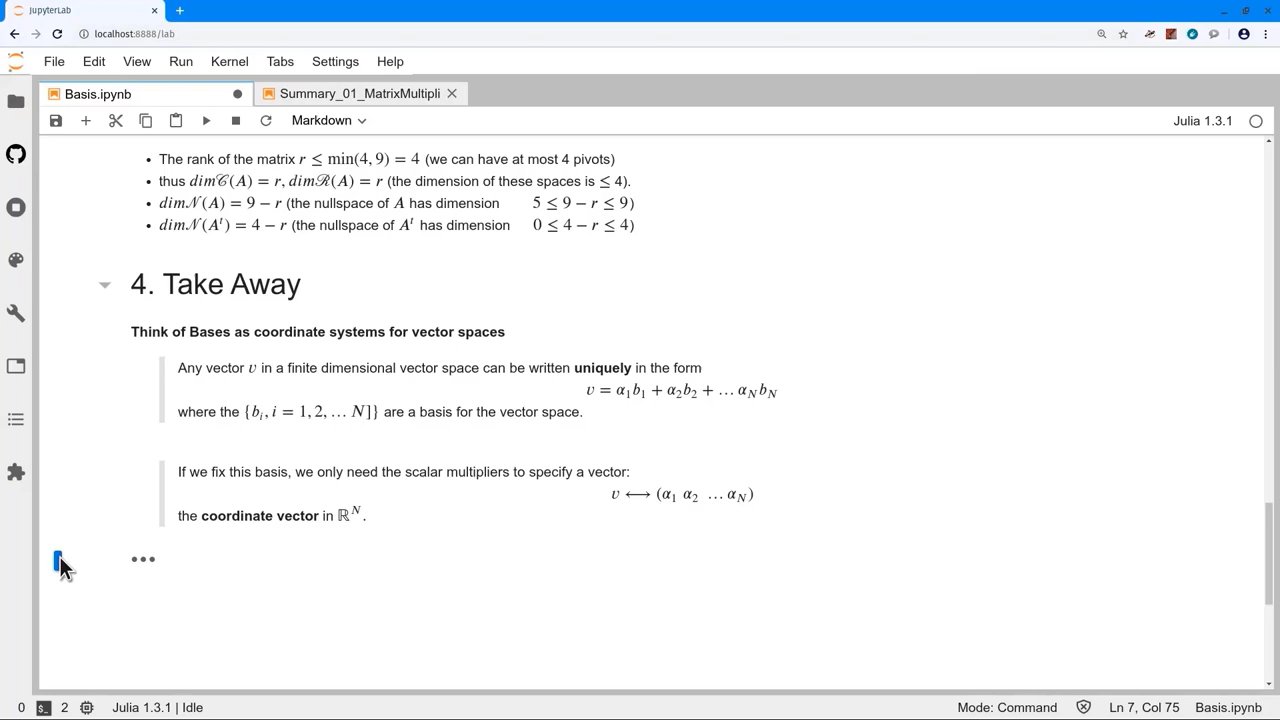 JupyterLab
localhost:8888/lab
File Edit View Run Kernel Tabs Settings Help
Basis.ipynb
Summary_01_MatrixMultipli
Markdown
Julia 1.3.1
• The rank of the matrix r ≤ min(4, 9) = 4 (we can have at most 4 pivots)
• thus dim𝒞(A) = r, dimℛ(A) = r (the dimension of these spaces is ≤ 4).
• dim𝒩(A) = 9 − r (the nullspace of A has dimension 5 ≤ 9 − r ≤ 9)
• dim𝒩(Aᵗ) = 4 − r (the nullspace of Aᵗ has dimension 0 ≤ 4 − r ≤ 4)
4. Take Away
Think of Bases as coordinate systems for vector spaces
Any vector v in a finite dimensional vector space can be written uniquely in the form
v = α₁b₁ + α₂b₂ + … α_N b_N
where the {bᵢ, i = 1, 2, … N]} are a basis for the vector space.
If we fix this basis, we only need the scalar multipliers to specify a vector:
v ⟷ (α₁ α₂ … α_N)
the coordinate vector in ℝᴺ.
•••
0
2
Julia 1.3.1 | Idle
Mode: Command
Ln 7, Col 75
Basis.ipynb